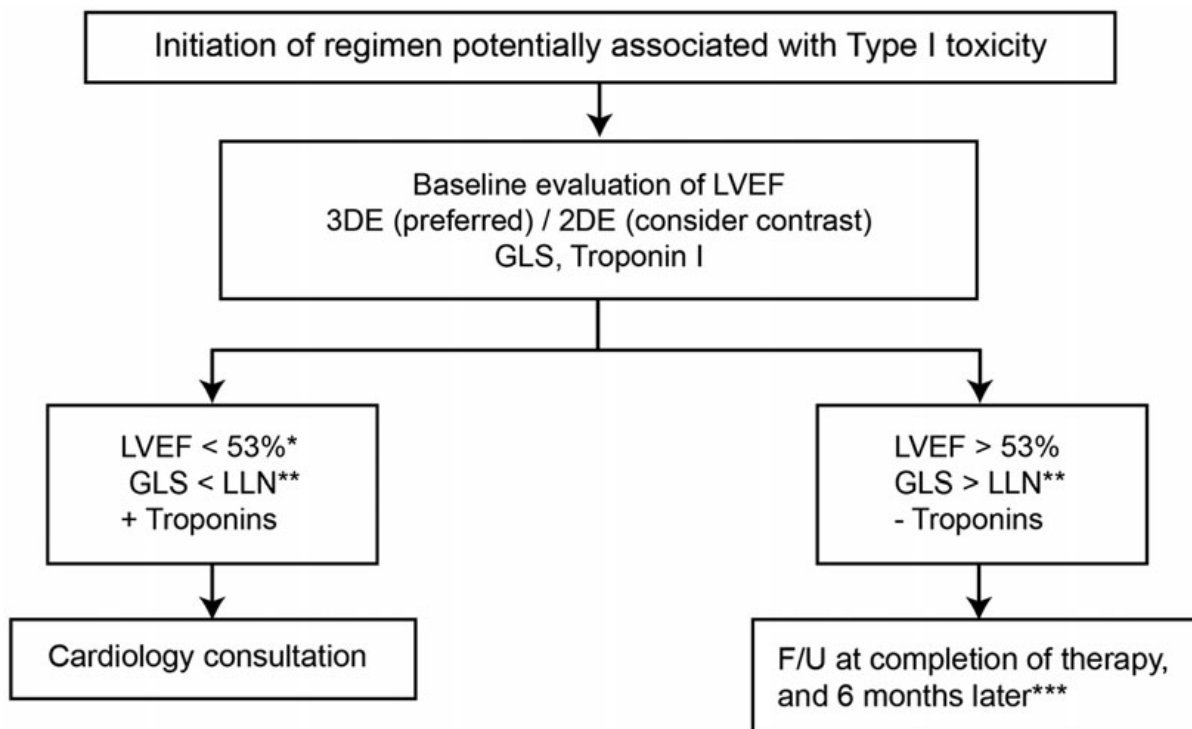 Initiation of regimen potentially associated with Type I toxicity
Baseline evaluation of LVEF
3DE (preferred) / 2DE (consider contrast)
GLS, Troponin I
LVEF < 53%*
GLS < LLN**
+ Troponins
LVEF > 53%
GLS > LLN**
- Troponins
Cardiology consultation
F/U at completion of therapy,
and 6 months later***